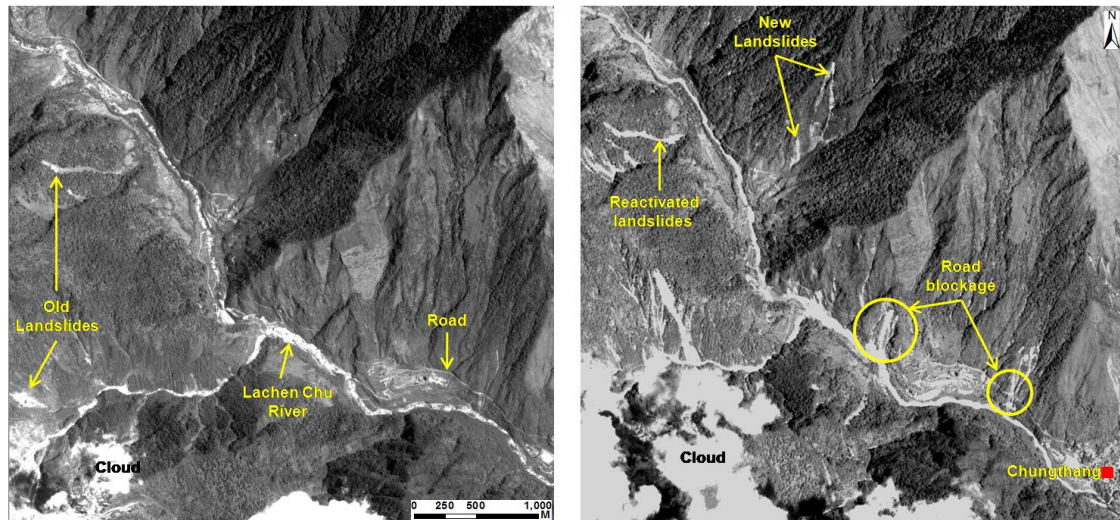 Old
Landslides
Road
Lachen Chu
River
Cloud
0 250 500 1,000
M
New
Landslides
N
Reactivated
landslides
Road
blockage
Cloud
Chungthang